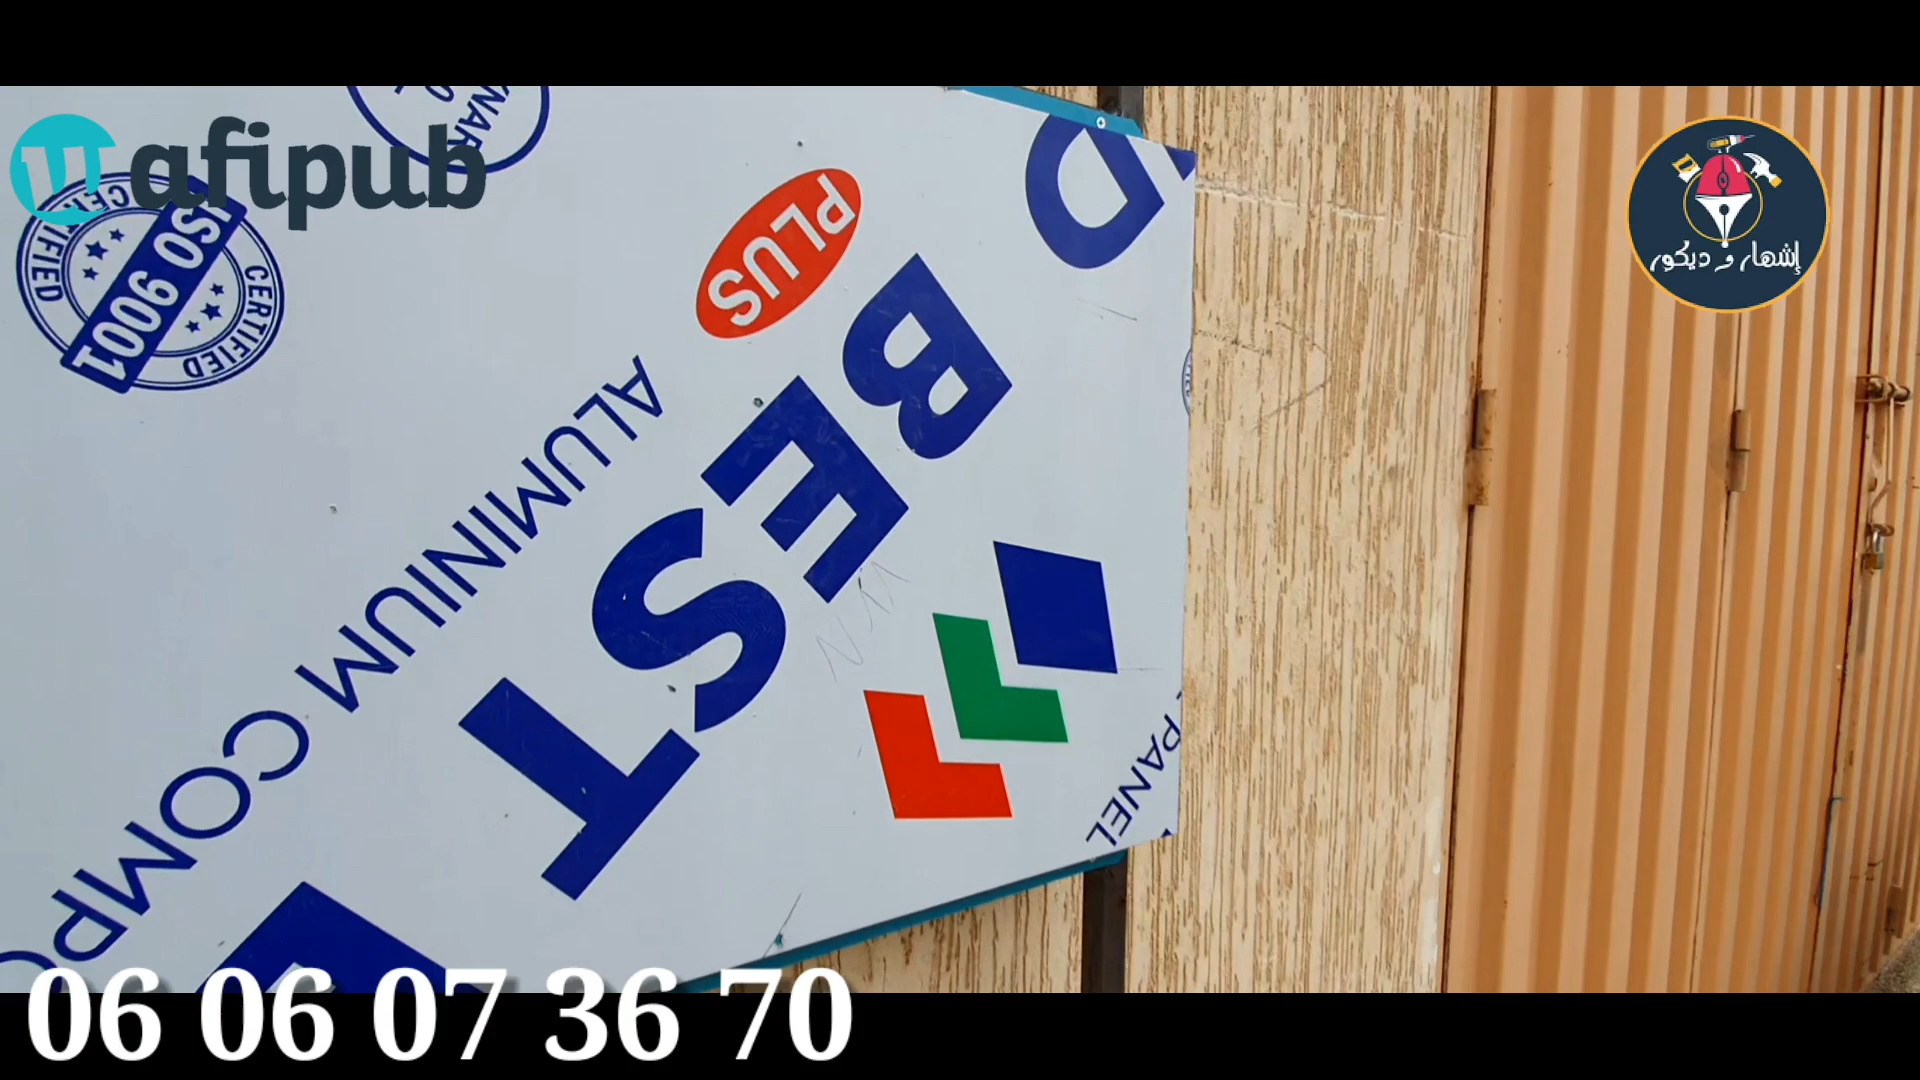 afipub
CERTIFIED
ISO 9001
CERTIFIED
PLUS
BEST
D
ALUMINIUM COMPO
PANEL
إشهار و ديكور
06 06 07 36 70